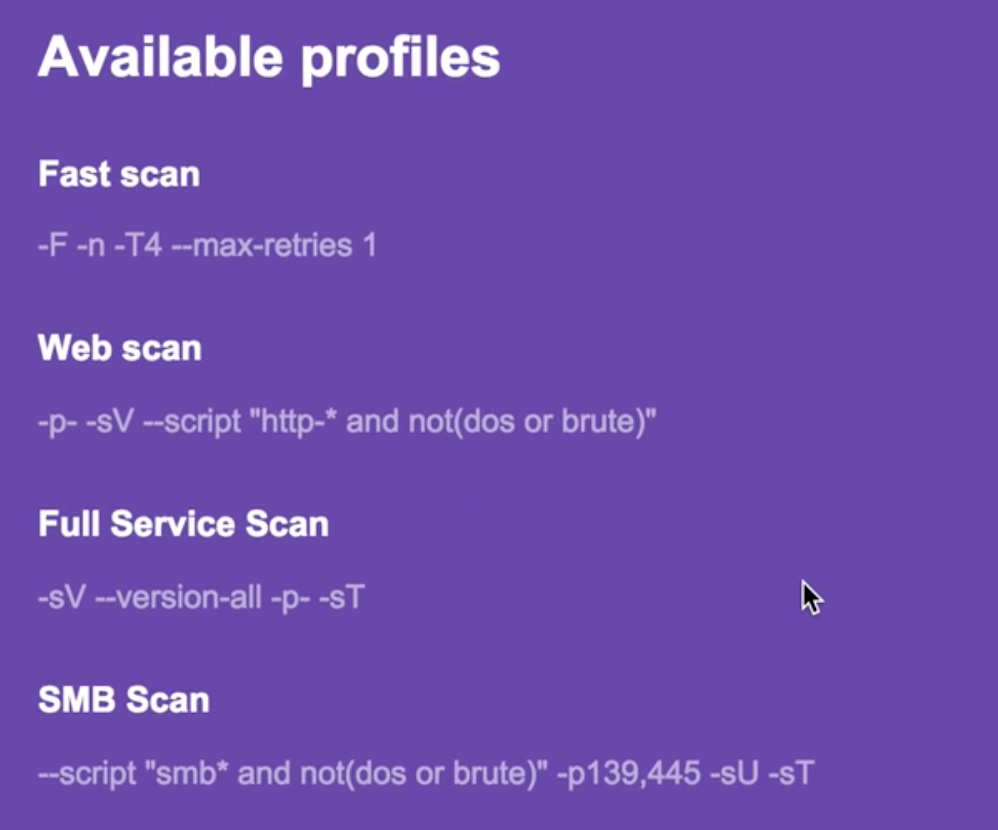 Available profiles
Fast scan
-F -n -T4 --max-retries 1
Web scan
-p- -sV --script "http-* and not(dos or brute)"
Full Service Scan
-sV --version-all -p- -sT
SMB Scan
--script "smb* and not(dos or brute)" -p139,445 -sU -sT